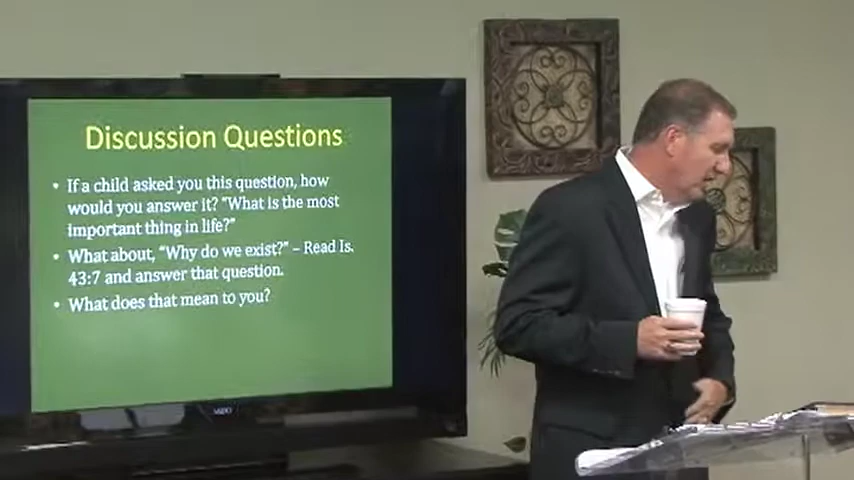 Discussion Questions
• If a child asked you this question, how
would you answer it? "What is the most
important thing in life?"
• What about, "Why do we exist?" – Read Is.
43:7 and answer that question.
• What does that mean to you?
VIZIO